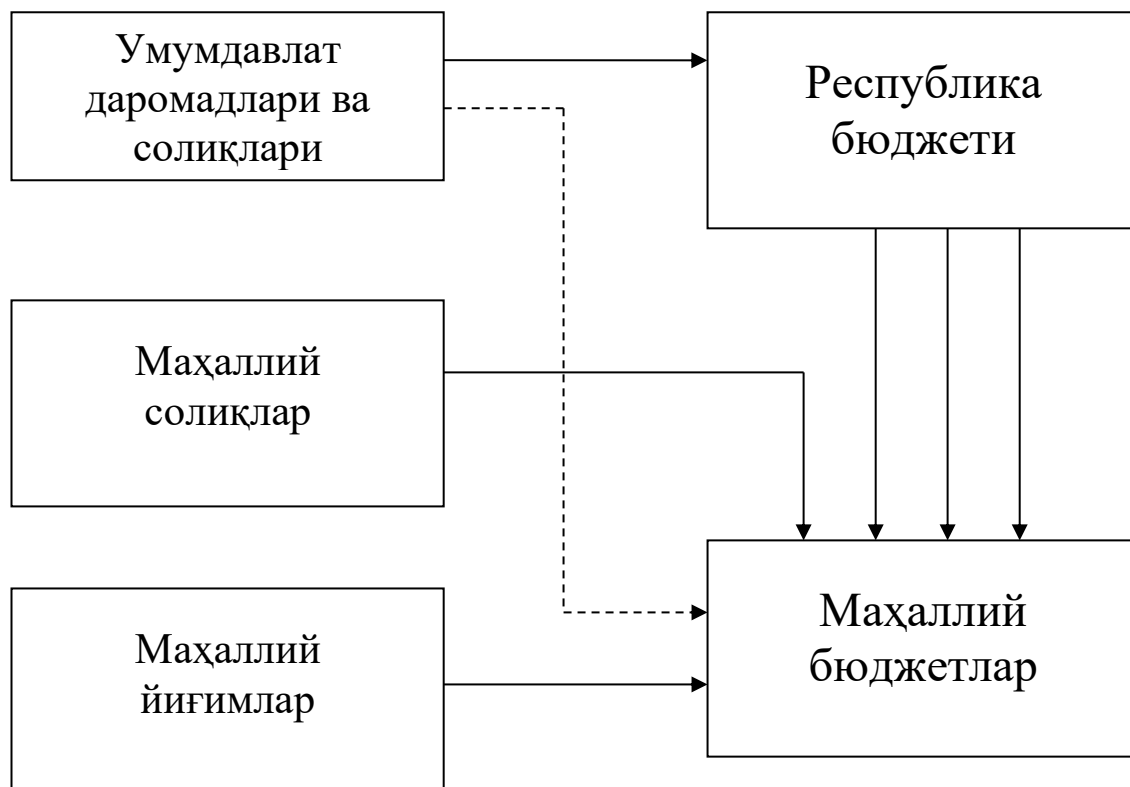 Умумдавлат
даромадлари ва
солиқлари
Республика
бюджети
Маҳаллий
солиқлар
Маҳаллий
йиғимлар
Маҳаллий
бюджетлар